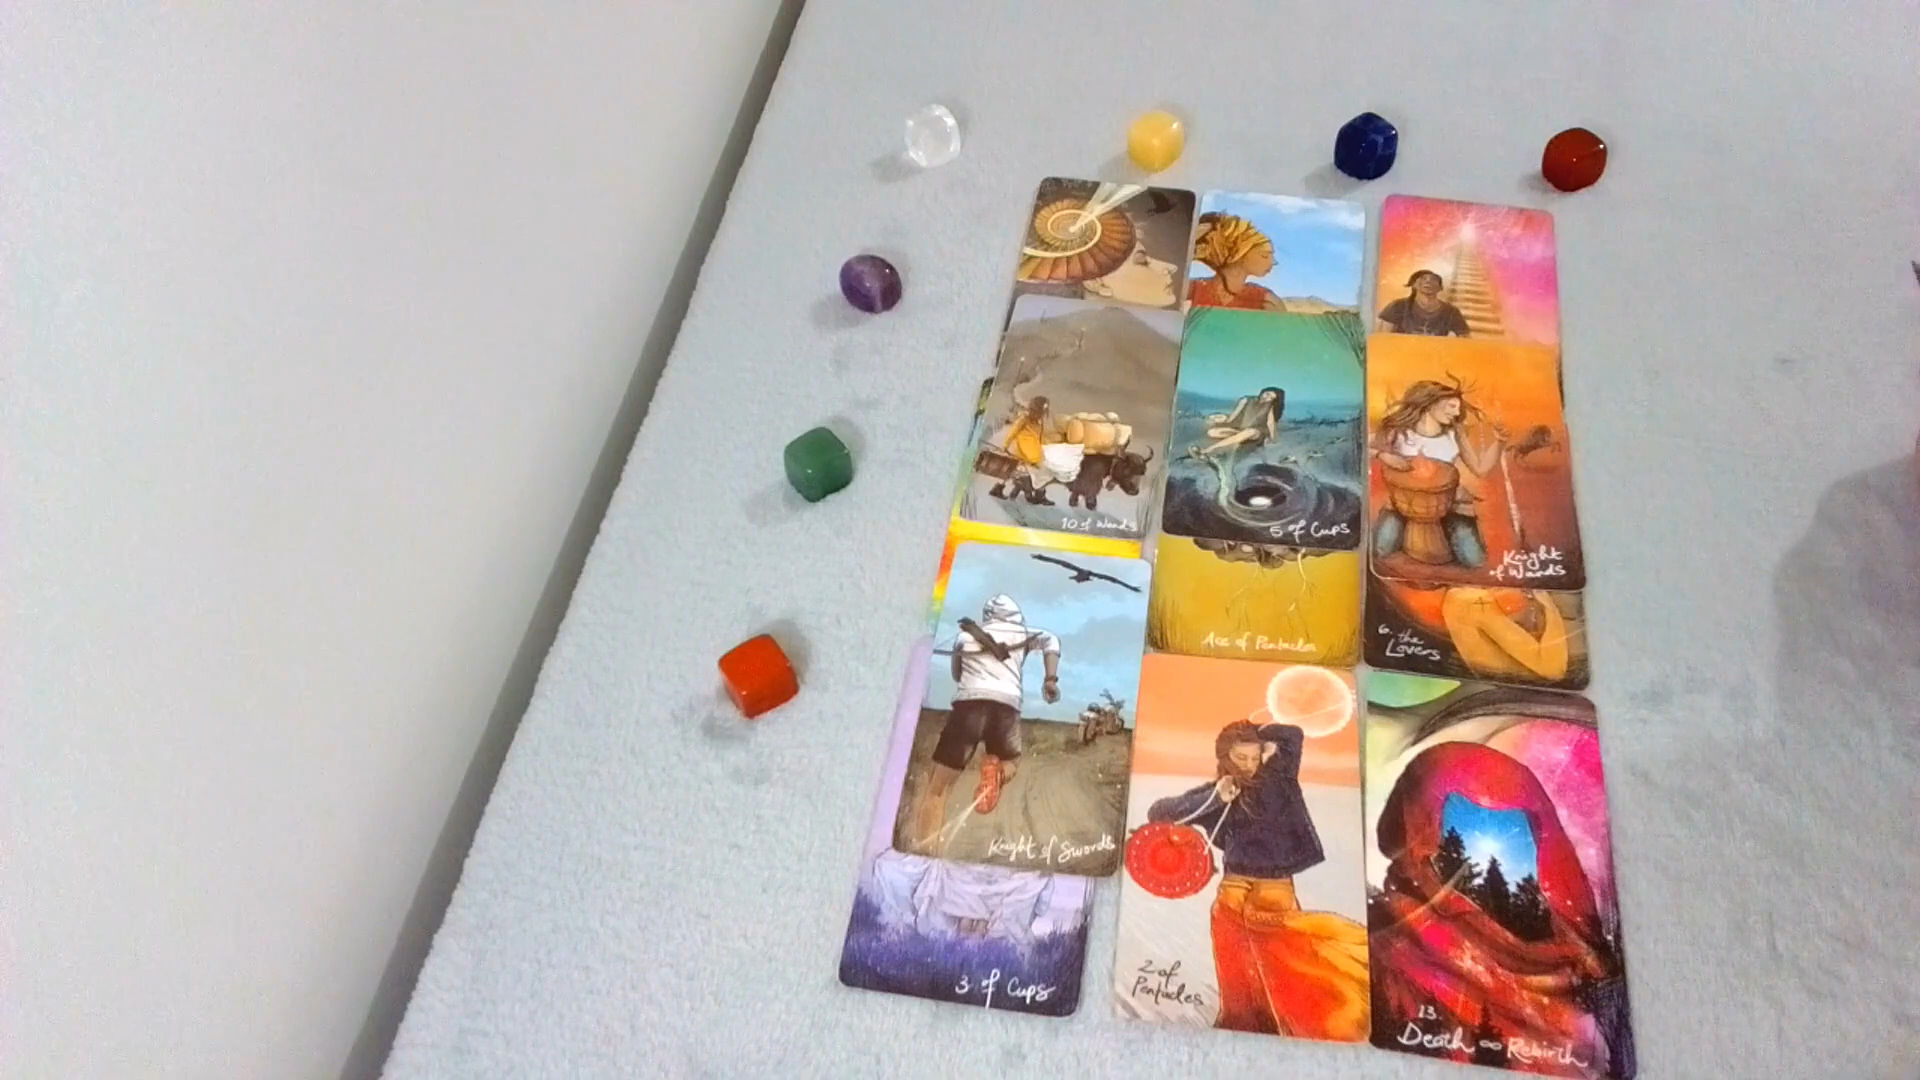 10 of Wands
5 of Cups
Knight
of Wands
Ace of Pentacles
6. the
Lovers
Knight of Swords
3 of Cups
2 of
Pentacles
13.
Death ∞ Rebirth